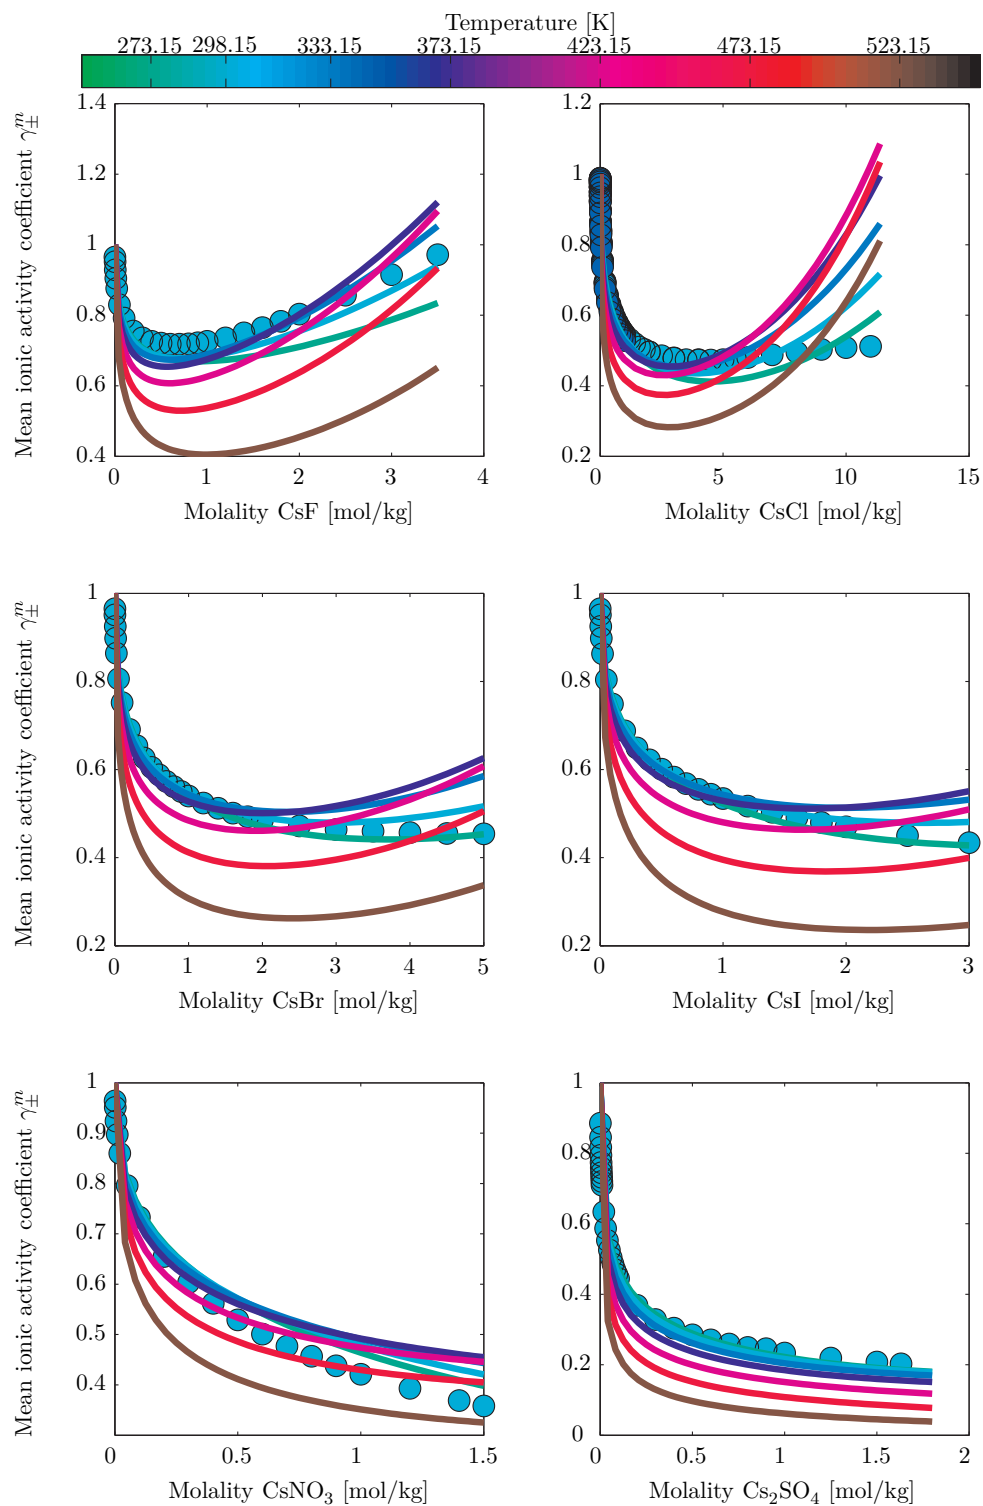 Temperature [K]
273.15 298.15 333.15 373.15 423.15 473.15 523.15
Mean ionic activity coefficient γ±^m
1.4
1.2
1
0.8
0.6
0.4
0 1 2 3 4
Molality CsF [mol/kg]
1.2
1
0.8
0.6
0.4
0.2
0 5 10 15
Molality CsCl [mol/kg]
Mean ionic activity coefficient γ±^m
1
0.8
0.6
0.4
0.2
0 1 2 3 4 5
Molality CsBr [mol/kg]
1
0.8
0.6
0.4
0.2
0 1 2 3
Molality CsI [mol/kg]
Mean ionic activity coefficient γ±^m
1
0.9
0.8
0.7
0.6
0.5
0.4
0 0.5 1 1.5
Molality CsNO₃ [mol/kg]
1
0.8
0.6
0.4
0.2
0
0 0.5 1 1.5 2
Molality Cs₂SO₄ [mol/kg]